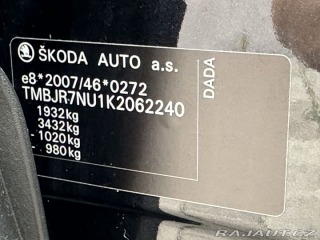 ŠKODA AUTO a.s.
e8*2007/46*0272
TMBJR7NU1K2062240
1932kg
3432kg
1- 1020kg
2- 980kg
DADA
RAJAUT.CZ